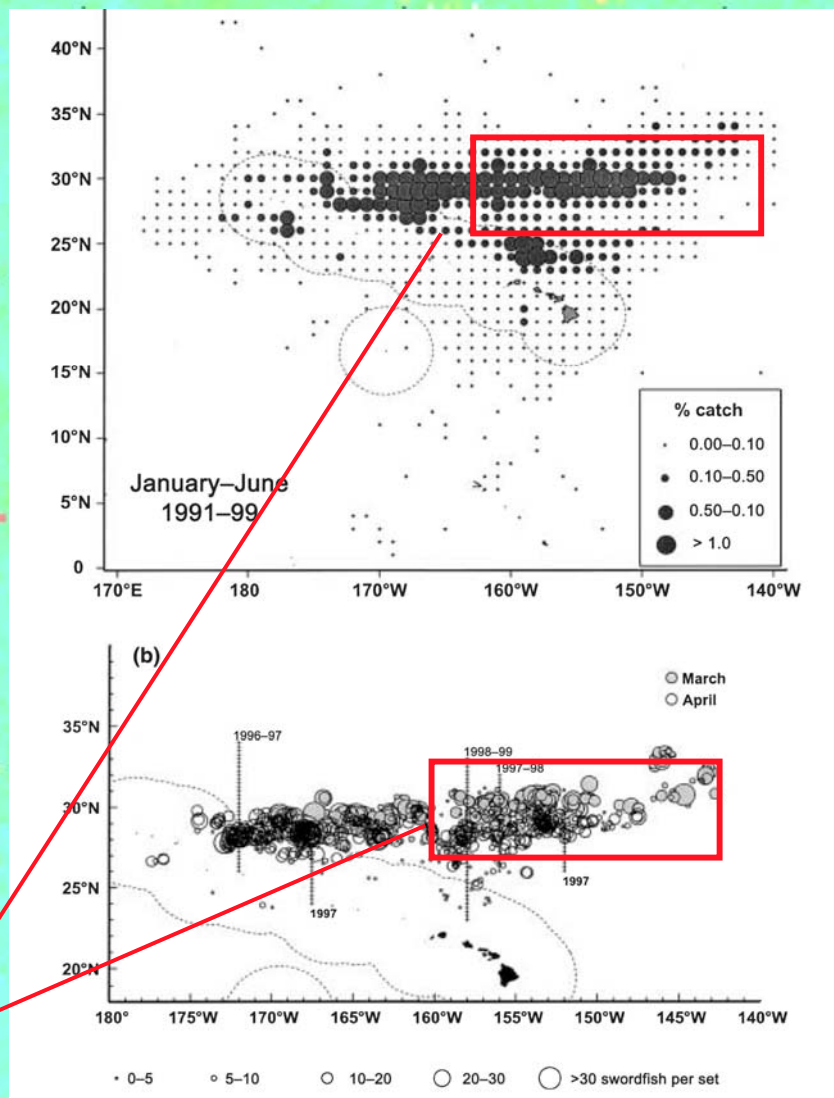 40°N
35°N
30°N
25°N
20°N
15°N
10°N
5°N
0
January–June
1991–99
% catch
0.00–0.10
0.10–0.50
0.50–0.10
> 1.0
170°E 180 170°W 160°W 150°W 140°W
(b)
March
April
35°N
30°N
25°N
20°N
1996–97
1998–99
1997–98
1997
1997
180° 175°W 170°W 165°W 160°W 155°W 150°W 145°W 140°W
0–5 5–10 10–20 20–30 >30 swordfish per set